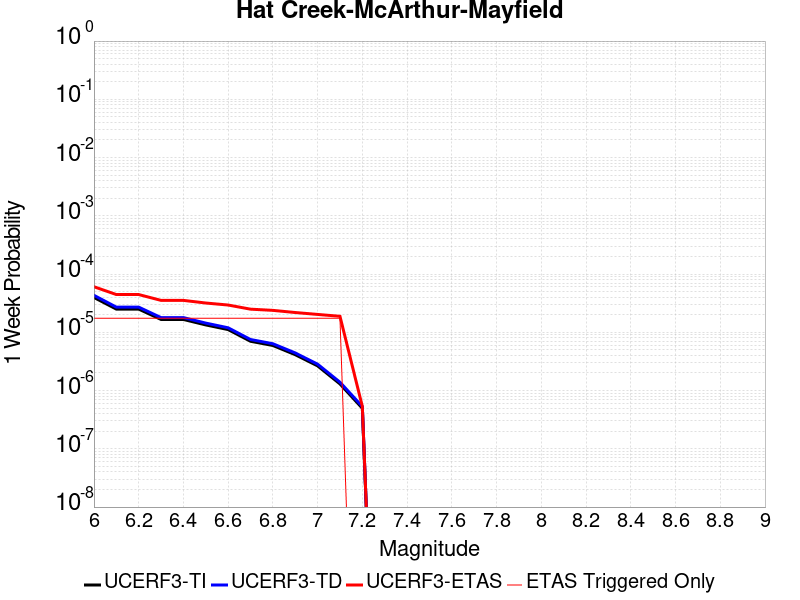 Hat Creek-McArthur-Mayfield
10 0
10 -1
10 -2
10 -3
10 -4
10 -5
10 -6
10 -7
10 -8
1 Week Probability
6 6.2 6.4 6.6 6.8 7 7.2 7.4 7.6 7.8 8 8.2 8.4 8.6 8.8 9
Magnitude
UCERF3-TI UCERF3-TD UCERF3-ETAS ETAS Triggered Only